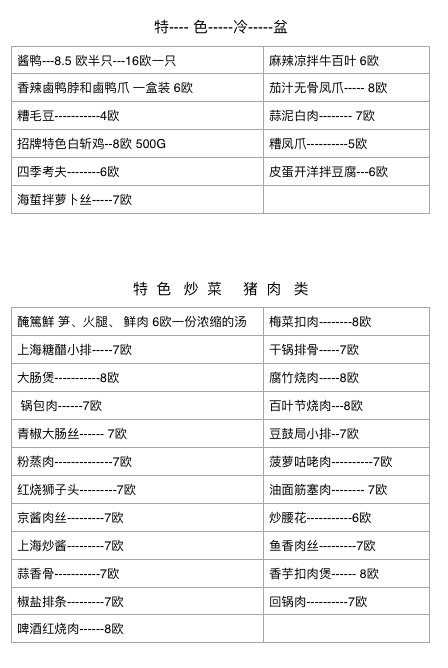 特---- 色-----冷-----盆
酱鸭---8.5 欧半只---16欧一只
麻辣凉拌牛百叶 6欧
香辣卤鸭脖和卤鸭爪 一盒装 6欧
茄汁无骨凤爪----- 8欧
糟毛豆-----------4欧
蒜泥白肉-------- 7欧
招牌特色白斩鸡--8欧 500G
糟凤爪----------5欧
四季考夫--------6欧
皮蛋开洋拌豆腐---6欧
海蜇拌萝卜丝-----7欧
特 色 炒 菜 猪 肉 类
醃篤鮮 笋、火腿、 鲜肉 6欧一份浓缩的汤
梅菜扣肉--------8欧
上海糖醋小排-----7欧
干锅排骨-----7欧
大肠煲-----------8欧
腐竹烧肉-----8欧
锅包肉------7欧
百叶节烧肉---8欧
青椒大肠丝------ 7欧
豆鼓局小排--7欧
粉蒸肉--------------7欧
菠萝咕咾肉----------7欧
红烧狮子头---------7欧
油面筋塞肉-------- 7欧
京酱肉丝---------7欧
炒腰花-----------6欧
上海炒酱---------7欧
鱼香肉丝---------7欧
蒜香骨-----------7欧
香芋扣肉煲------ 8欧
椒盐排条---------7欧
回锅肉----------7欧
啤酒红烧肉------8欧